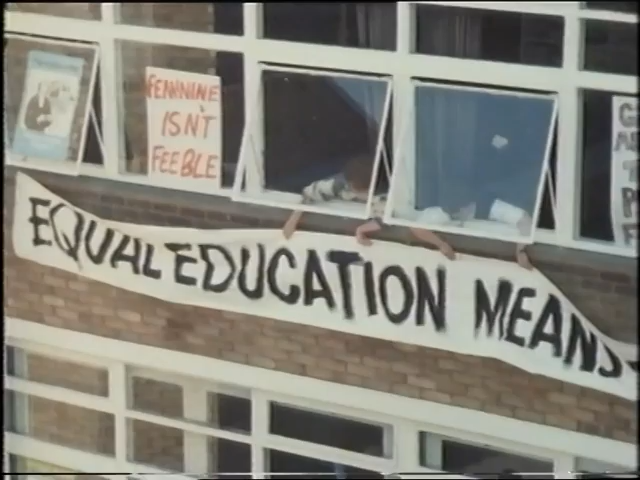 FEMININE
ISN'T
FEEBLE
EQUAL EDUCATION MEANS